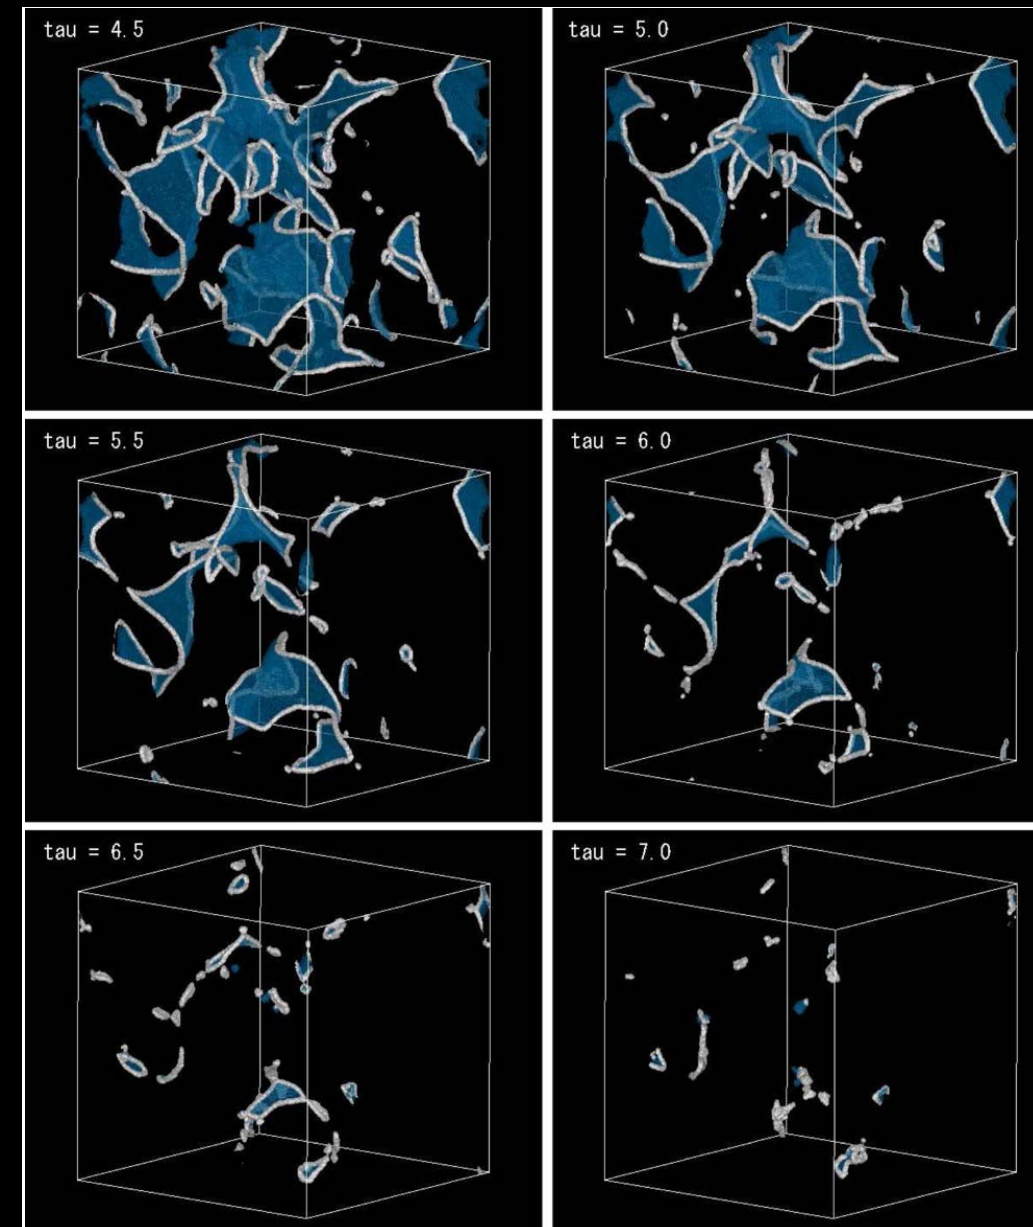 tau = 4.5
tau = 5.0
tau = 5.5
tau = 6.0
tau = 6.5
tau = 7.0